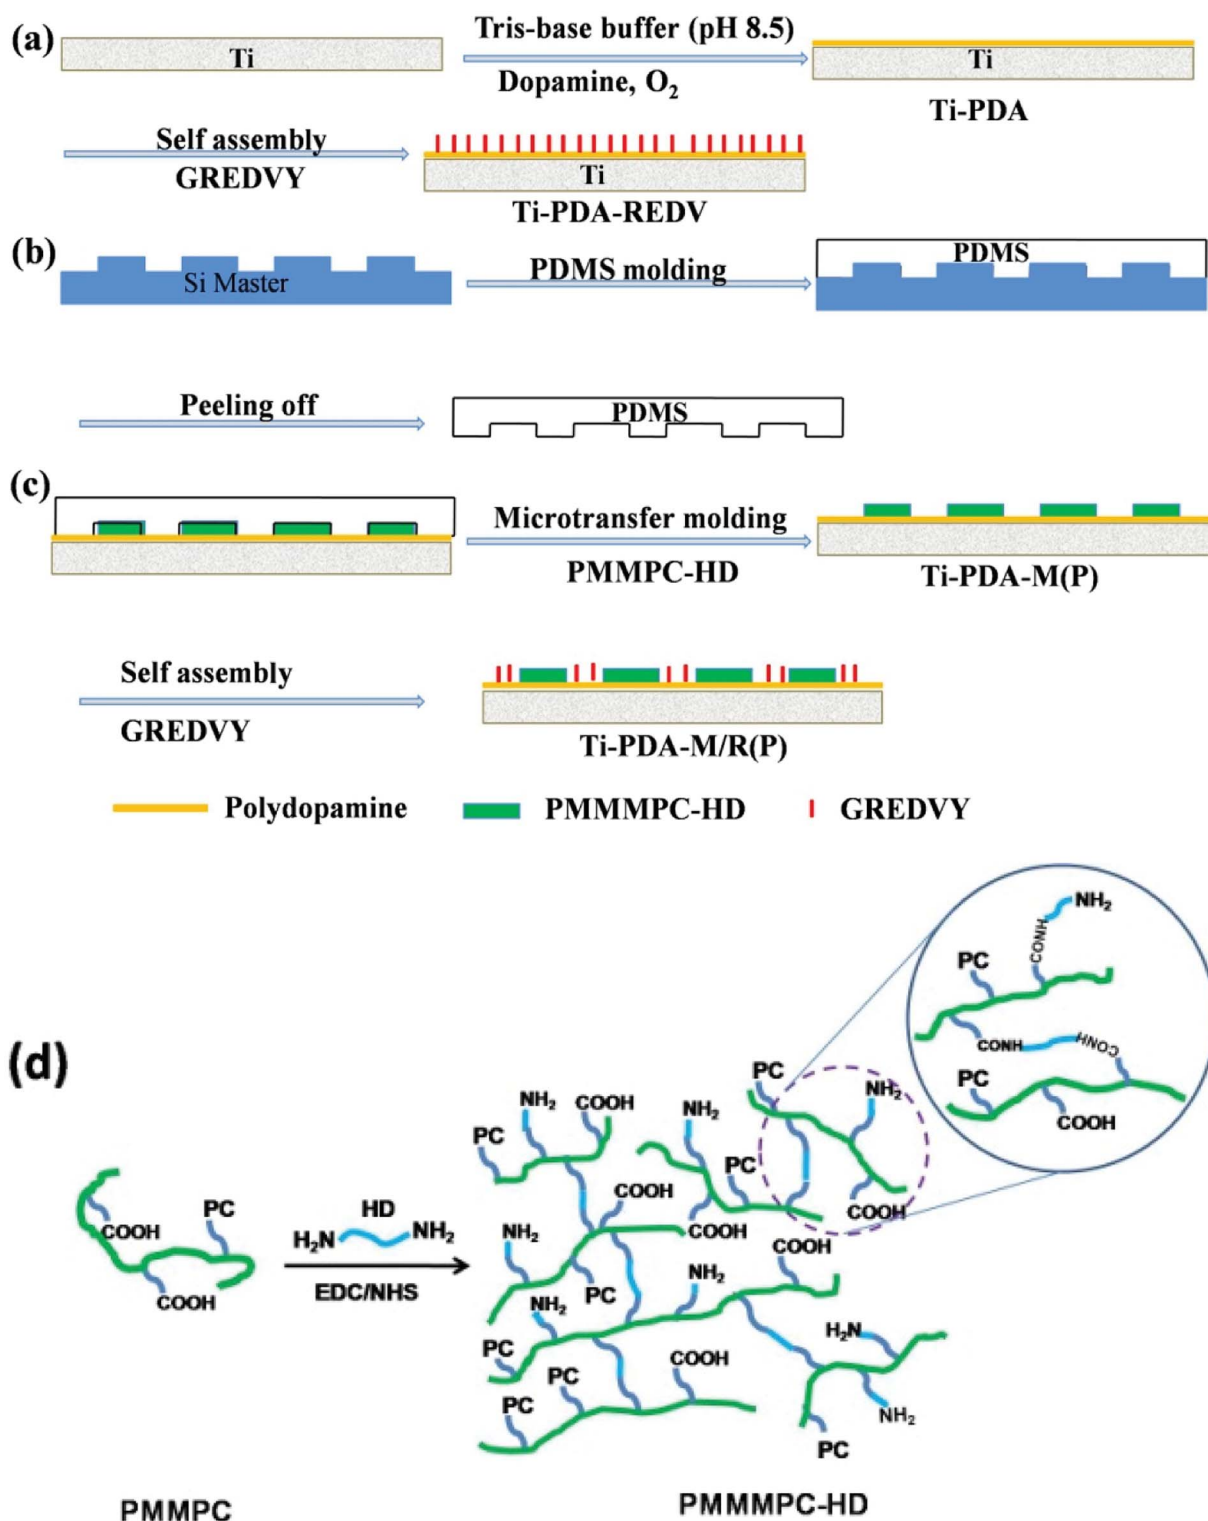 (a)
Ti
Tris-base buffer (pH 8.5)
Dopamine, O₂
Ti
Ti-PDA
Self assembly
GREDVY
Ti
Ti-PDA-REDV
(b)
Si Master
PDMS molding
PDMS
Peeling off
PDMS
(c)
Microtransfer molding
PMMPC-HD
Ti-PDA-M(P)
Self assembly
GREDVY
Ti-PDA-M/R(P)
Polydopamine
PMMMPC-HD
GREDVY
(d)
COOH
PC
COOH
HD
H₂N
NH₂
EDC/NHS
NH₂
COOH
PC
NH₂
PC
PC
NH₂
COOH
COOH
COOH
NH₂
PC
NH₂
NH₂
COOH
PC
PC
PC
COOH
PC
H₂N
NH₂
PC
NH₂
CONH
PC
CONH
CONH
PC
COOH
PMMPC
PMMMPC-HD